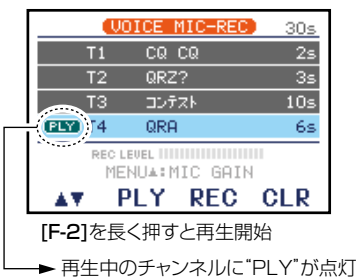 VOICE MIC-REC 30s
T1 CQ CQ 2s
T2 QRZ? 3s
T3 コンテスト 10s
PLY T4 QRA 6s
REC LEVEL
MENU▲:MIC GAIN
▲▼ PLY REC CLR
[F-2]を長く押すと再生開始
再生中のチャンネルに“PLY”が点灯